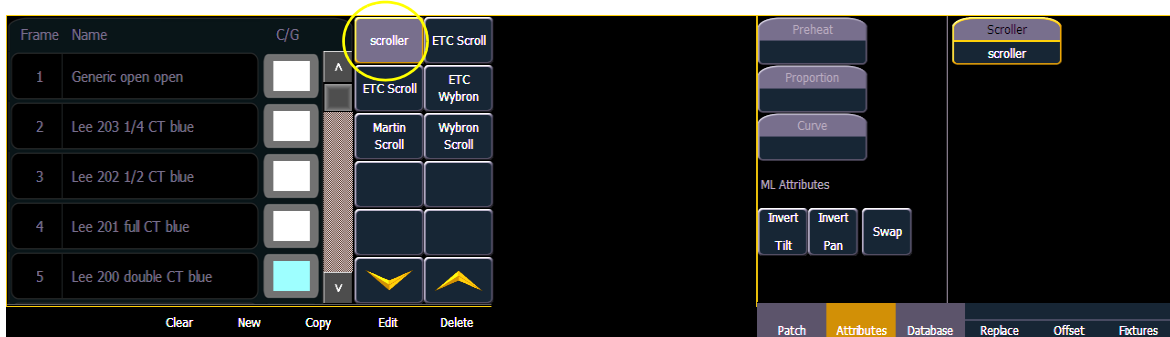 Frame Name C/G
1 Generic open open
2 Lee 203 1/4 CT blue
3 Lee 202 1/2 CT blue
4 Lee 201 full CT blue
5 Lee 200 double CT blue
scroller ETC Scroll
ETC Scroll ETC
Wybron
Martin
Scroll
Wybron
Scroll
Clear New Copy Edit Delete
Preheat
Proportion
Curve
ML Attributes
Invert
Tilt
Invert
Pan
Swap
Scroller
scroller
Patch Attributes Database Replace Offset Fixtures